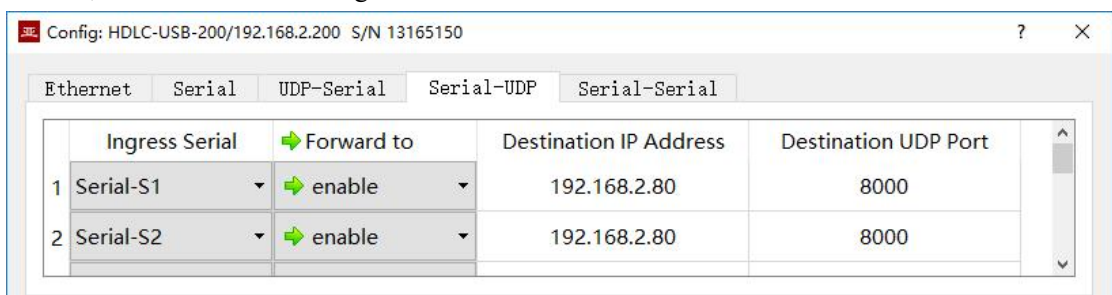 亚 Config: HDLC-USB-200/192.168.2.200 S/N 13165150 ? ×
Ethernet Serial UDP-Serial Serial-UDP Serial-Serial
Ingress Serial Forward to Destination IP Address Destination UDP Port
1 Serial-S1 enable 192.168.2.80 8000
2 Serial-S2 enable 192.168.2.80 8000